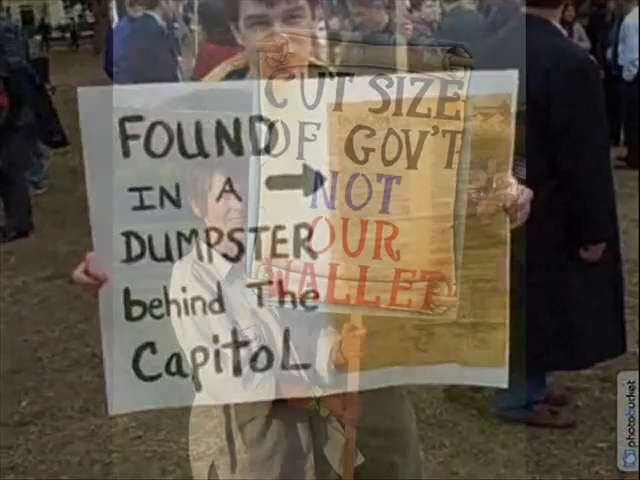 FOUND
IN A
DUMPSTER
behind The
CapitoL
CUT SIZE
OF GOV'T
NOT
OUR
WALLET
photobucket